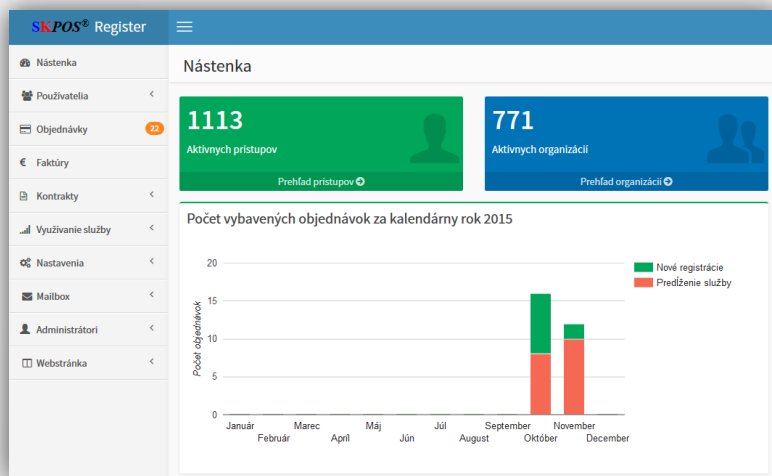 SKPOS® Register
Nástenka
Používatelia
Objednávky 22
€ Faktúry
Kontrakty
Využívanie služby
Nastavenia
Mailbox
Administrátori
Webstránka
Nástenka
1113
Aktívnych prístupov
Prehľad prístupov
771
Aktívnych organizácií
Prehľad organizácií
Počet vybavených objednávok za kalendárny rok 2015
Počet objednávok
20
15
10
5
0
Január
Február
Marec
Apríl
Máj
Jún
Júl
August
September
Október
November
December
Nové registrácie
Predĺženie služby